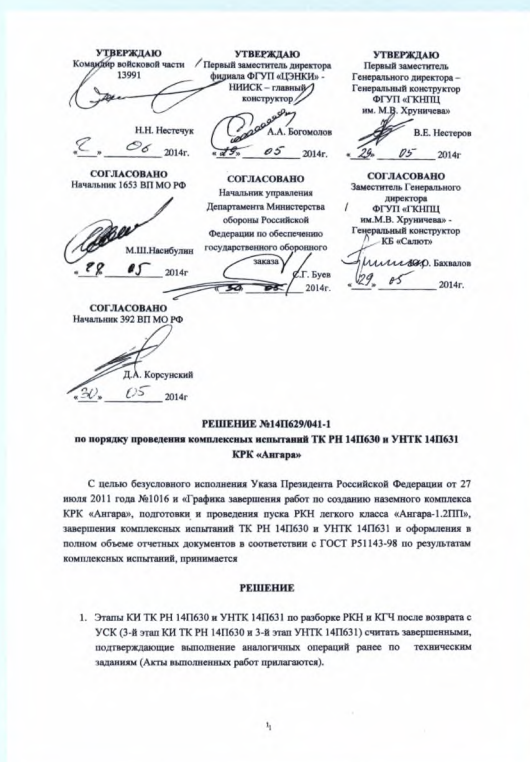 УТВЕРЖДАЮ
Командир войсковой части
13991
Н.Н. Нестечук
«2» 06 2014г.
УТВЕРЖДАЮ
Первый заместитель директора
филиала ФГУП «ЦЭНКИ» -
НИИСК – главный
конструктор
А.А. Богомолов
«29» 05 2014г.
УТВЕРЖДАЮ
Первый заместитель
Генерального директора –
Генеральный конструктор
ФГУП «ГКНПЦ
им. М.В. Хруничева»
В.Е. Нестеров
«29» 05 2014г
СОГЛАСОВАНО
Начальник 1653 ВП МО РФ
М.Ш.Насибулин
«28» 05 2014г
СОГЛАСОВАНО
Начальник управления
Департамента Министерства
обороны Российской
Федерации по обеспечению
государственного оборонного
заказа
С.Г. Буев
«30» 05 2014г.
СОГЛАСОВАНО
Заместитель Генерального
директора
ФГУП «ГКНПЦ
им.М.В. Хруничева» -
Генеральный конструктор
КБ «Салют»
Бахвалов
«29» 05 2014г.
СОГЛАСОВАНО
Начальник 392 ВП МО РФ
Д.А. Корсунский
«30» 05 2014г
РЕШЕНИЕ №14П629/041-1
по порядку проведения комплексных испытаний ТК РН 14П630 и УНТК 14П631
КРК «Ангара»
С целью безусловного исполнения Указа Президента Российской Федерации от 27
июля 2011 года №1016 и «Графика завершения работ по созданию наземного комплекса
КРК «Ангара», подготовки и проведения пуска РКН легкого класса «Ангара-1.2ПП»,
завершения комплексных испытаний ТК РН 14П630 и УНТК 14П631 и оформления в
полном объеме отчетных документов в соответствии с ГОСТ Р51143-98 по результатам
комплексных испытаний, принимается
РЕШЕНИЕ
1. Этапы КИ ТК РН 14П630 и УНТК 14П631 по разборке РКН и КГЧ после возврата с
УСК (3-й этап КИ ТК РН 14П630 и 3-й этап УНТК 14П631) считать завершенными,
подтверждающие выполнение аналогичных операций ранее по техническим
заданиям (Акты выполненных работ прилагаются).